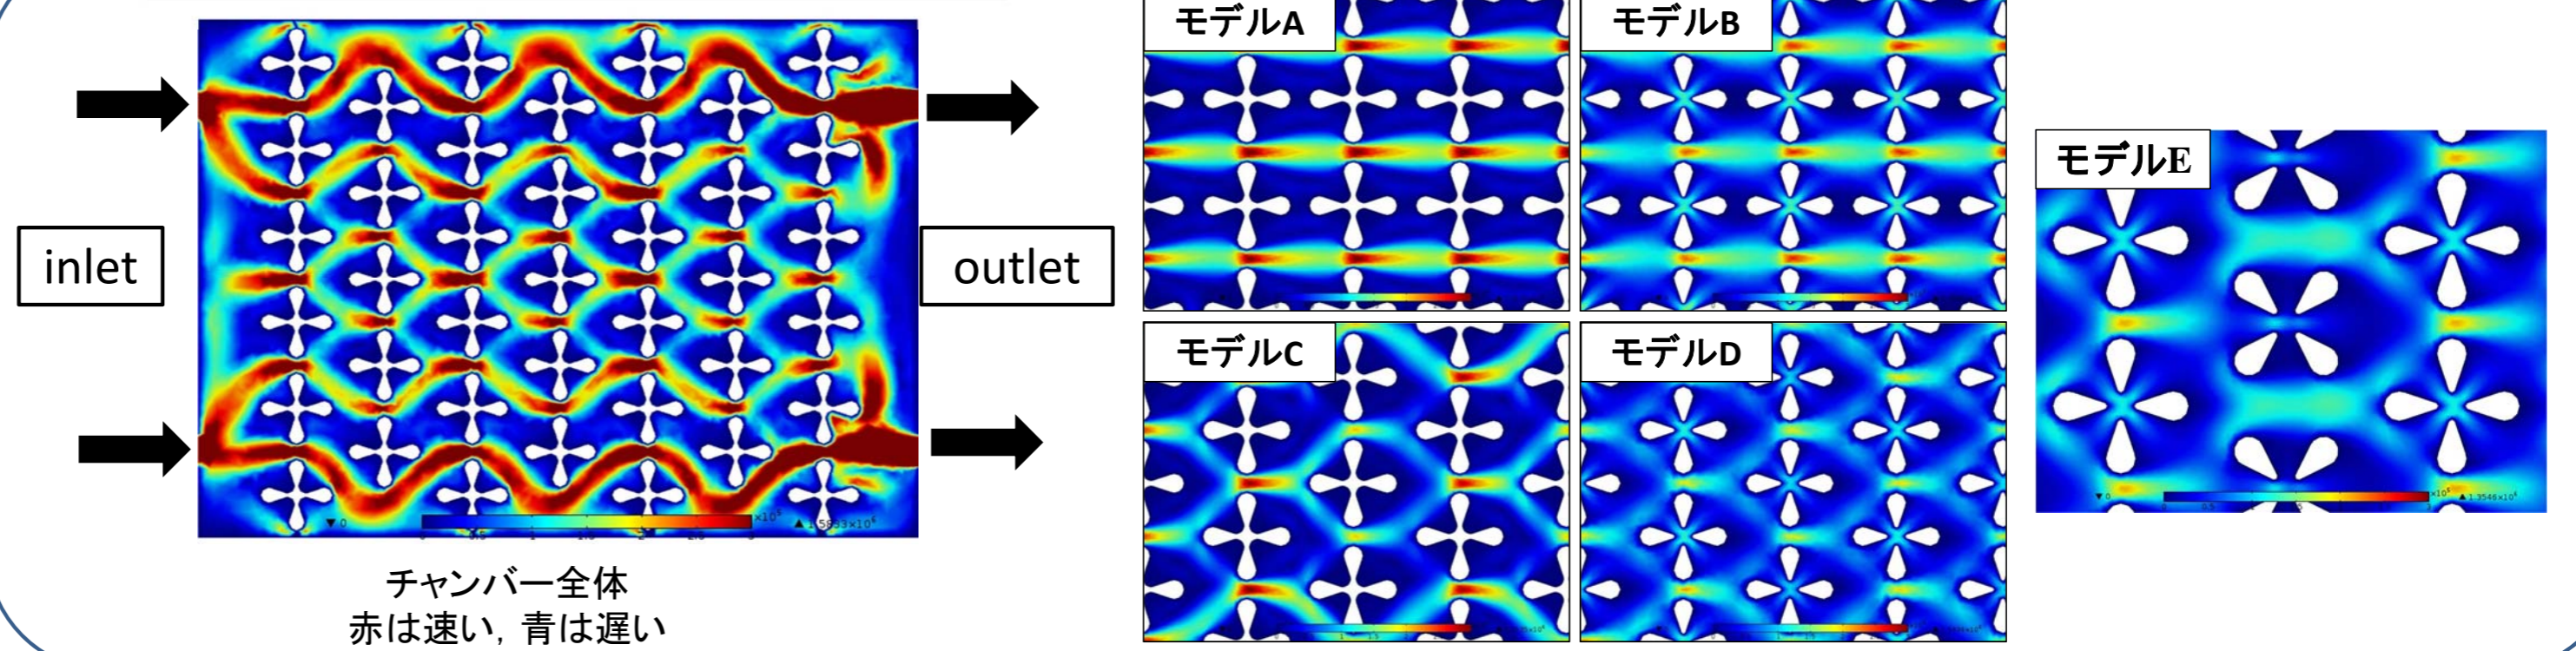 inlet
outlet
チャンバー全体
赤は速い, 青は遅い
モデルA
モデルB
モデルC
モデルD
モデルE